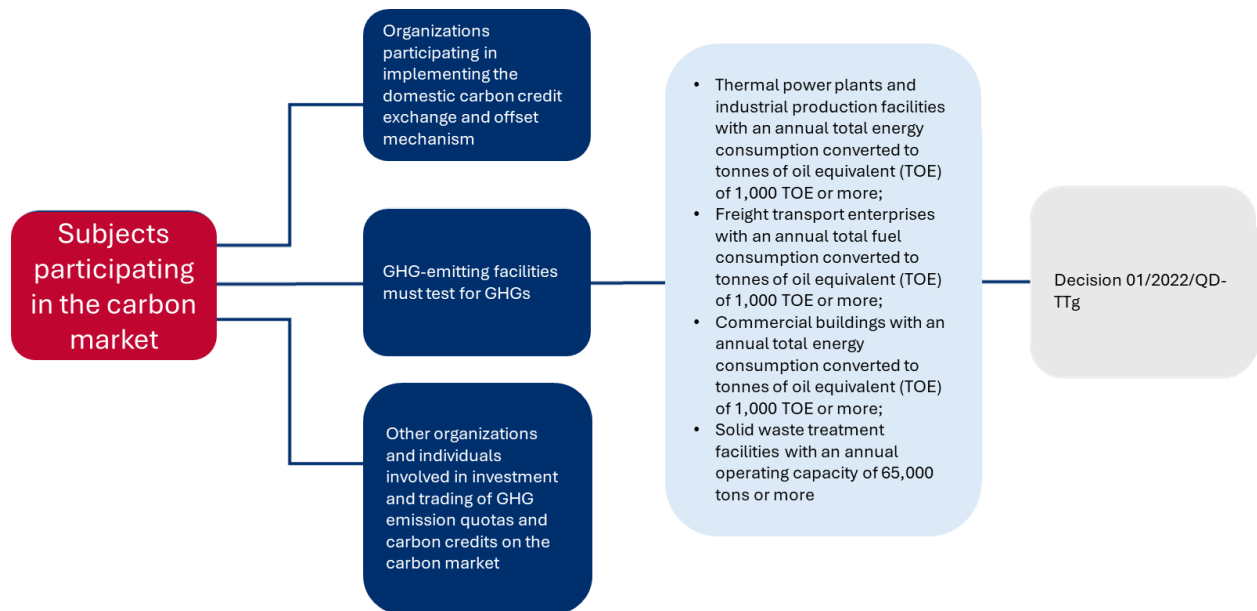 Subjects
participating
in the carbon
market
Organizations
participating in
implementing the
domestic carbon credit
exchange and offset
mechanism
GHG-emitting facilities
must test for GHGs
Other organizations
and individuals
involved in investment
and trading of GHG
emission quotas and
carbon credits on the
carbon market
• Thermal power plants and
industrial production facilities
with an annual total energy
consumption converted to
tonnes of oil equivalent (TOE)
of 1,000 TOE or more;
• Freight transport enterprises
with an annual total fuel
consumption converted to
tonnes of oil equivalent (TOE)
of 1,000 TOE or more;
• Commercial buildings with an
annual total energy
consumption converted to
tonnes of oil equivalent (TOE)
of 1,000 TOE or more;
• Solid waste treatment
facilities with an annual
operating capacity of 65,000
tons or more
Decision 01/2022/QD-
TTg